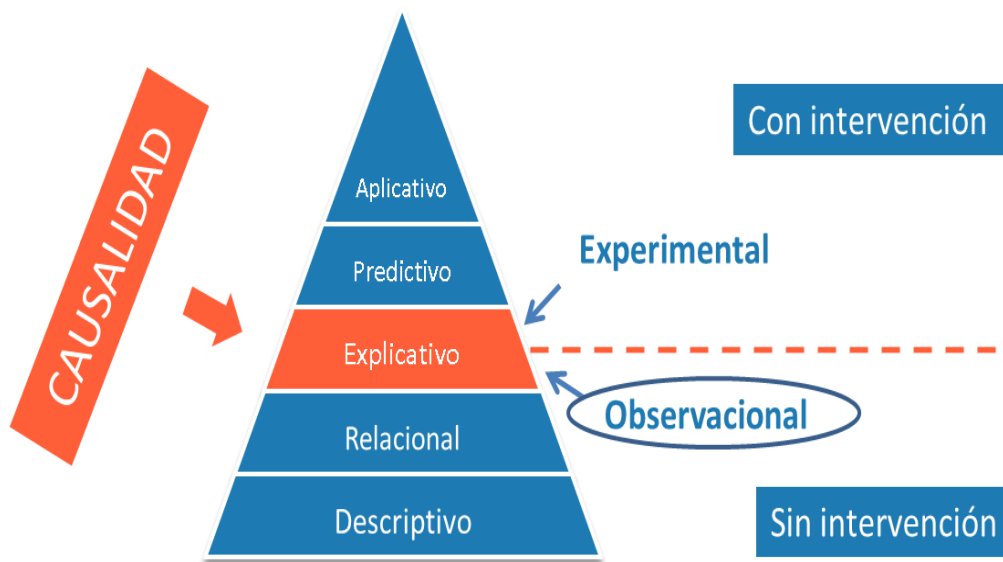 CAUSALIDAD
Con intervención
Aplicativo
Experimental
Predictivo
Explicativo
Observacional
Relacional
Descriptivo
Sin intervención